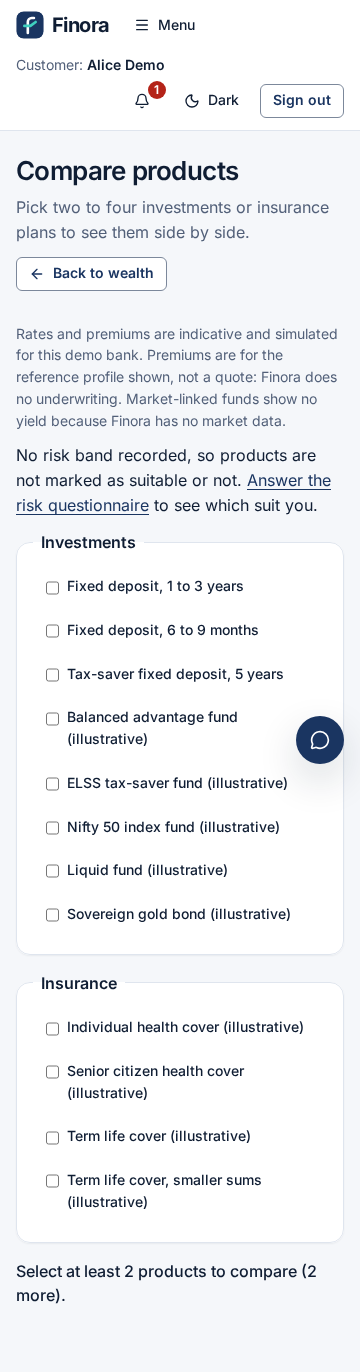 Finora
Menu
Customer: Alice Demo
1
Dark
Sign out
Compare products
Pick two to four investments or insurance
plans to see them side by side.
Back to wealth
Rates and premiums are indicative and simulated
for this demo bank. Premiums are for the
reference profile shown, not a quote: Finora does
no underwriting. Market-linked funds show no
yield because Finora has no market data.
No risk band recorded, so products are
not marked as suitable or not. Answer the
risk questionnaire to see which suit you.
Investments
Fixed deposit, 1 to 3 years
Fixed deposit, 6 to 9 months
Tax-saver fixed deposit, 5 years
Balanced advantage fund
(illustrative)
ELSS tax-saver fund (illustrative)
Nifty 50 index fund (illustrative)
Liquid fund (illustrative)
Sovereign gold bond (illustrative)
Insurance
Individual health cover (illustrative)
Senior citizen health cover
(illustrative)
Term life cover (illustrative)
Term life cover, smaller sums
(illustrative)
Select at least 2 products to compare (2
more).